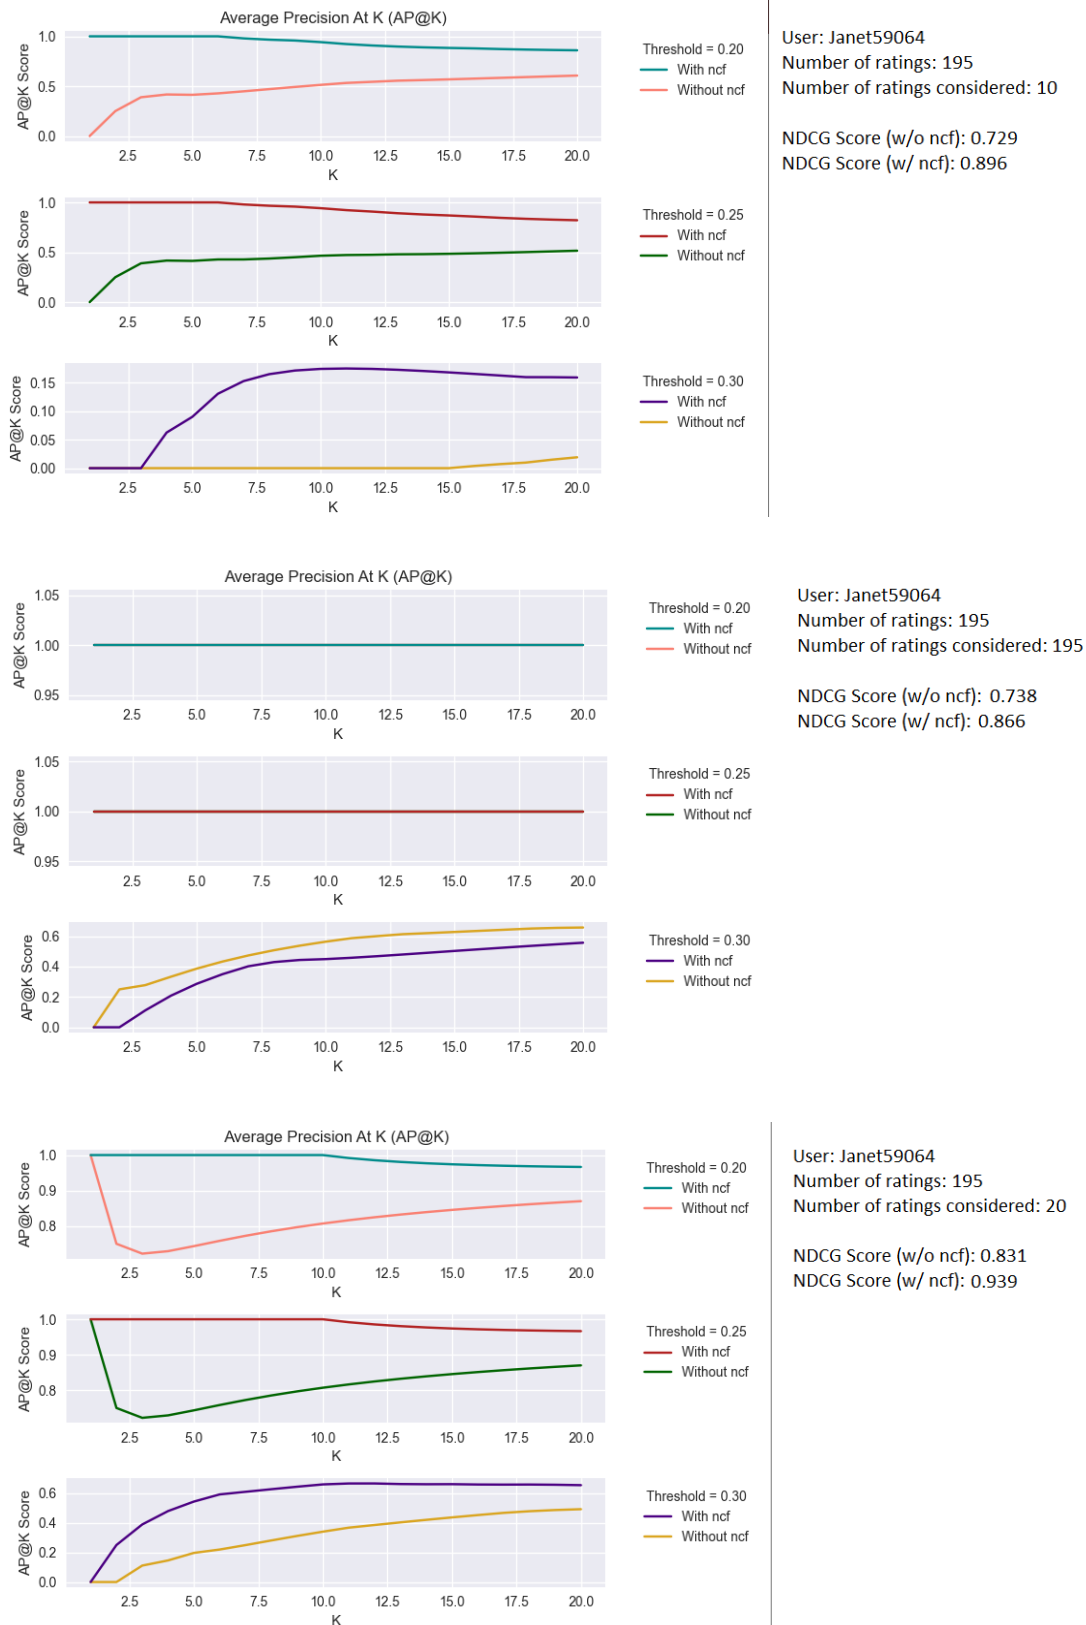 Average Precision At K (AP@K)
User: Janet59064
Number of ratings: 195
Number of ratings considered: 10
NDCG Score (w/o ncf): 0.729
NDCG Score (w/ ncf): 0.896
AP@K Score
1.0
0.5
0.0
2.5 5.0 7.5 10.0 12.5 15.0 17.5 20.0
K
Threshold = 0.20
With ncf
Without ncf
AP@K Score
1.0
0.5
0.0
2.5 5.0 7.5 10.0 12.5 15.0 17.5 20.0
K
Threshold = 0.25
With ncf
Without ncf
AP@K Score
0.15
0.10
0.05
0.00
2.5 5.0 7.5 10.0 12.5 15.0 17.5 20.0
K
Threshold = 0.30
With ncf
Without ncf
Average Precision At K (AP@K)
User: Janet59064
Number of ratings: 195
Number of ratings considered: 195
NDCG Score (w/o ncf): 0.738
NDCG Score (w/ ncf): 0.866
AP@K Score
1.05
1.00
0.95
2.5 5.0 7.5 10.0 12.5 15.0 17.5 20.0
K
Threshold = 0.20
With ncf
Without ncf
AP@K Score
1.05
1.00
0.95
2.5 5.0 7.5 10.0 12.5 15.0 17.5 20.0
K
Threshold = 0.25
With ncf
Without ncf
AP@K Score
0.6
0.4
0.2
0.0
2.5 5.0 7.5 10.0 12.5 15.0 17.5 20.0
K
Threshold = 0.30
With ncf
Without ncf
Average Precision At K (AP@K)
User: Janet59064
Number of ratings: 195
Number of ratings considered: 20
NDCG Score (w/o ncf): 0.831
NDCG Score (w/ ncf): 0.939
AP@K Score
1.0
0.9
0.8
2.5 5.0 7.5 10.0 12.5 15.0 17.5 20.0
K
Threshold = 0.20
With ncf
Without ncf
AP@K Score
1.0
0.9
0.8
2.5 5.0 7.5 10.0 12.5 15.0 17.5 20.0
K
Threshold = 0.25
With ncf
Without ncf
AP@K Score
0.6
0.4
0.2
0.0
2.5 5.0 7.5 10.0 12.5 15.0 17.5 20.0
K
Threshold = 0.30
With ncf
Without ncf